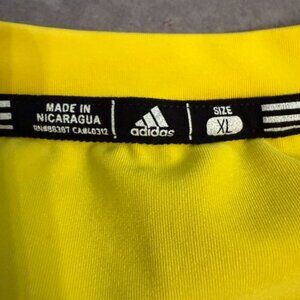 MADE IN
NICARAGUA
RN#88387 CA#40312
adidas
SIZE
XL